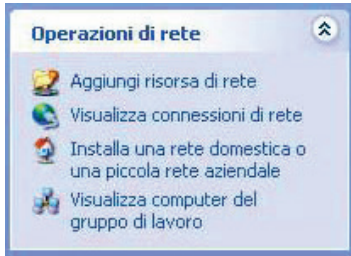 Operazioni di rete
Aggiungi risorsa di rete
Visualizza connessioni di rete
Installa una rete domestica o
una piccola rete aziendale
Visualizza computer del
gruppo di lavoro